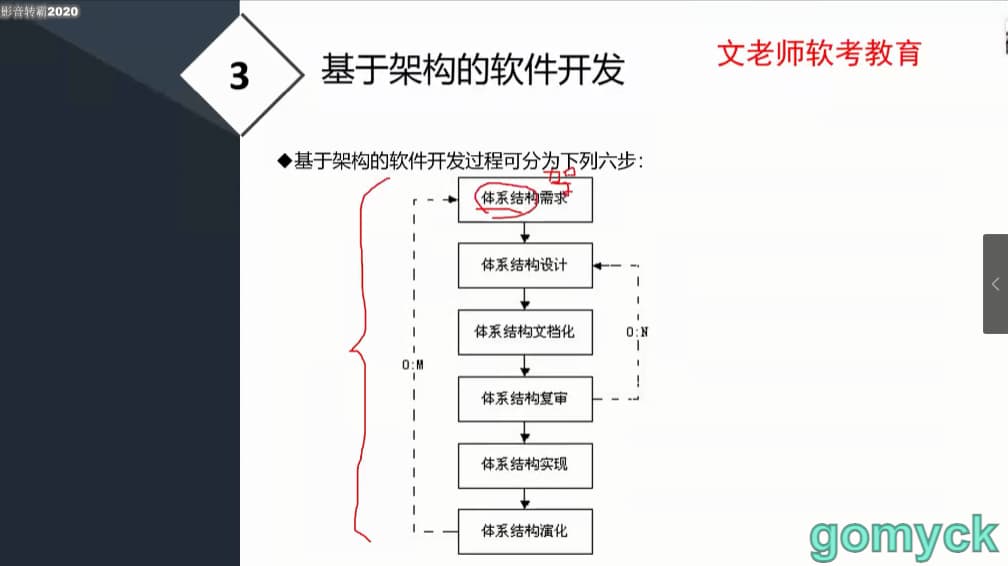 影音转霸2020
3
基于架构的软件开发
文老师软考教育
◆基于架构的软件开发过程可分为下列六步：
体系结构需求
体系结构设计
体系结构文档化
O:N
O:M
体系结构复审
体系结构实现
体系结构演化
gomyck